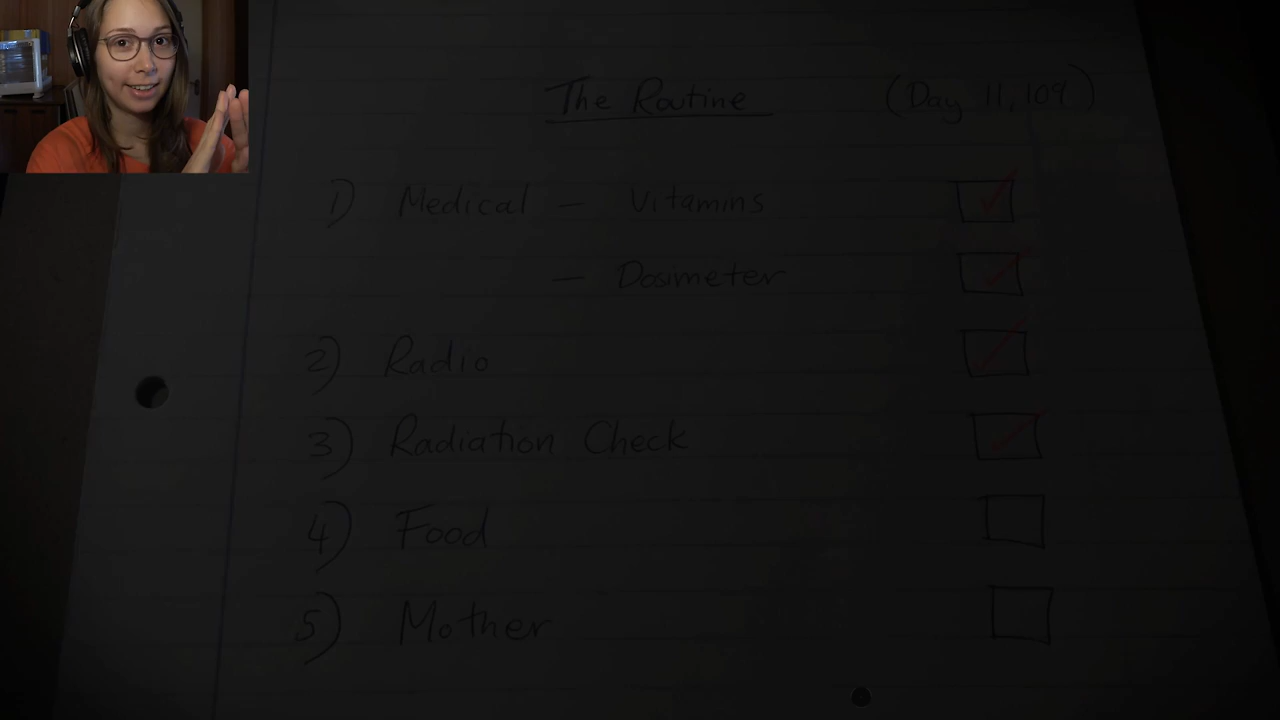 The Routine (Day 11,109)
1) Medical - Vitamins
- Dosimeter
2) Radio
3) Radiation Check
4) Food
5) Mother